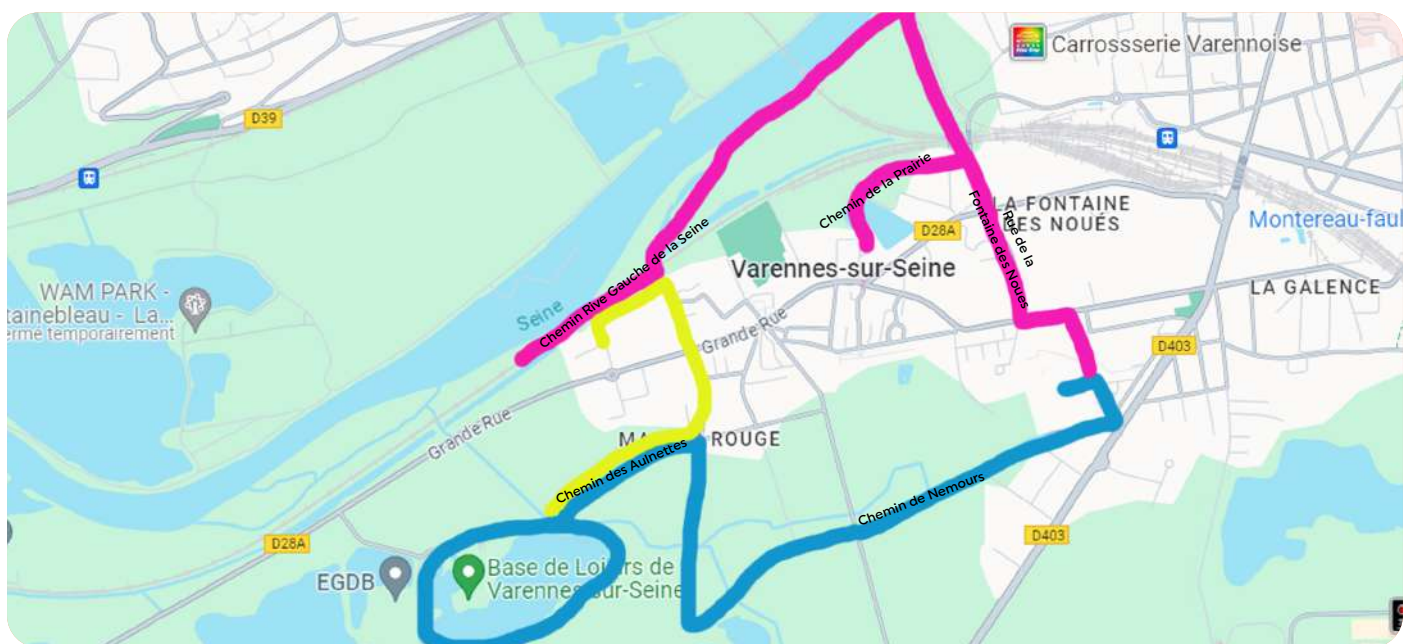 Carrossserie Varennoise
D39
Chemin de la Prairie
LA FONTAINE
DES NOUÉS
Rue de la
Fontaine des Noues
D28A
Montereau-faul
Varennes-sur-Seine
Chemin Rive Gauche de la Seine
WAM PARK -
tainebleau - La...
ermé temporairement
Seine
LA GALENCE
Grande Rue
D403
Grande Rue
MA ROUGE
Chemin des Aulnettes
Chemin de Nemours
D28A
D403
EGDB
Base de Loisirs de
Varennes-sur-Seine